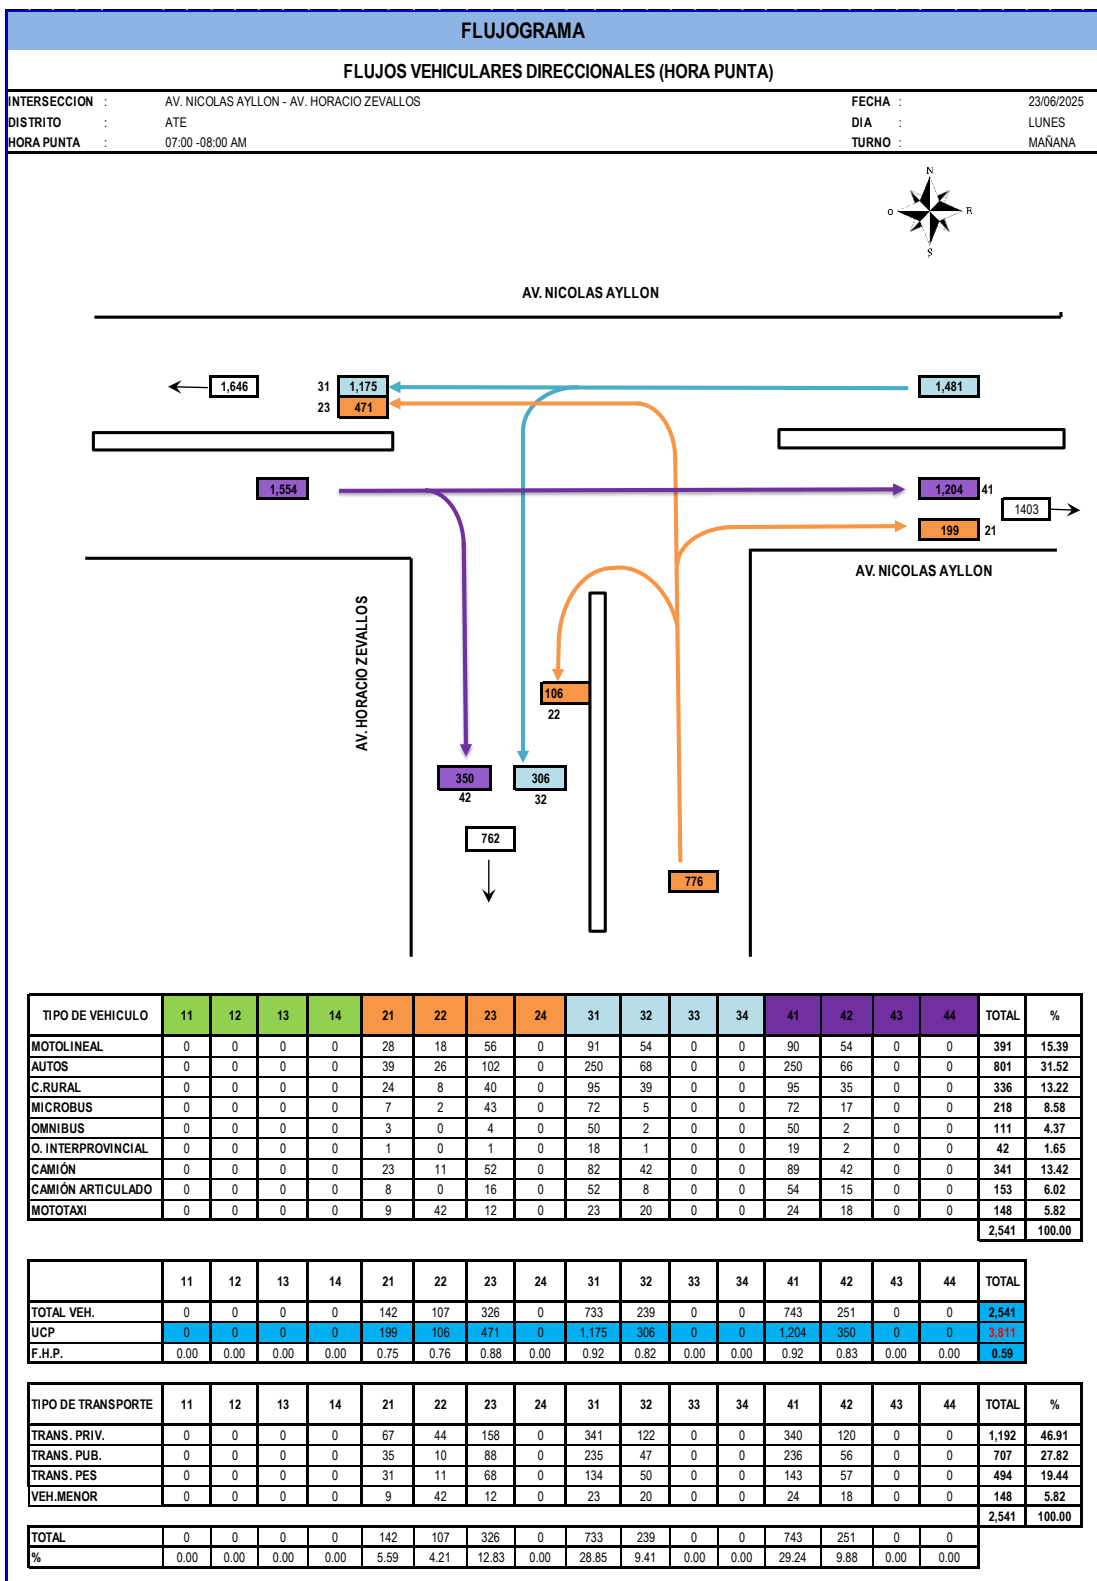 FLUJOGRAMA
FLUJOS VEHICULARES DIRECCIONALES (HORA PUNTA)
INTERSECCION : AV. NICOLAS AYLLON - AV. HORACIO ZEVALLOS FECHA : 23/06/2025
DISTRITO : ATE DIA : LUNES
HORA PUNTA : 07:00 -08:00 AM TURNO : MAÑANA
N
O R
S
AV. NICOLAS AYLLON
1,646 31 1,175 1,481
23 471
1,554 1,204 41
1403
199 21
AV. NICOLAS AYLLON
AV. HORACIO ZEVALLOS
106
22
350 306
42 32
762
776
TIPO DE VEHICULO 11 12 13 14 21 22 23 24 31 32 33 34 41 42 43 44 TOTAL %
MOTOLINEAL 0 0 0 0 28 18 56 0 91 54 0 0 90 54 0 0 391 15.39
AUTOS 0 0 0 0 39 26 102 0 250 68 0 0 250 66 0 0 801 31.52
C.RURAL 0 0 0 0 24 8 40 0 95 39 0 0 95 35 0 0 336 13.22
MICROBUS 0 0 0 0 7 2 43 0 72 5 0 0 72 17 0 0 218 8.58
OMNIBUS 0 0 0 0 3 0 4 0 50 2 0 0 50 2 0 0 111 4.37
O. INTERPROVINCIAL 0 0 0 0 1 0 1 0 18 1 0 0 19 2 0 0 42 1.65
CAMIÓN 0 0 0 0 23 11 52 0 82 42 0 0 89 42 0 0 341 13.42
CAMIÓN ARTICULADO 0 0 0 0 8 0 16 0 52 8 0 0 54 15 0 0 153 6.02
MOTOTAXI 0 0 0 0 9 42 12 0 23 20 0 0 24 18 0 0 148 5.82
2,541 100.00
11 12 13 14 21 22 23 24 31 32 33 34 41 42 43 44 TOTAL
TOTAL VEH. 0 0 0 0 142 107 326 0 733 239 0 0 743 251 0 0 2,541
UCP 0 0 0 0 199 106 471 0 1,175 306 0 0 1,204 350 0 0 3,811
F.H.P. 0.00 0.00 0.00 0.00 0.75 0.76 0.88 0.00 0.92 0.82 0.00 0.00 0.92 0.83 0.00 0.00 0.59
TIPO DE TRANSPORTE 11 12 13 14 21 22 23 24 31 32 33 34 41 42 43 44 TOTAL %
TRANS. PRIV. 0 0 0 0 67 44 158 0 341 122 0 0 340 120 0 0 1,192 46.91
TRANS. PUB. 0 0 0 0 35 10 88 0 235 47 0 0 236 56 0 0 707 27.82
TRANS. PES 0 0 0 0 31 11 68 0 134 50 0 0 143 57 0 0 494 19.44
VEH.MENOR 0 0 0 0 9 42 12 0 23 20 0 0 24 18 0 0 148 5.82
2,541 100.00
TOTAL 0 0 0 0 142 107 326 0 733 239 0 0 743 251 0 0
% 0.00 0.00 0.00 0.00 5.59 4.21 12.83 0.00 28.85 9.41 0.00 0.00 29.24 9.88 0.00 0.00